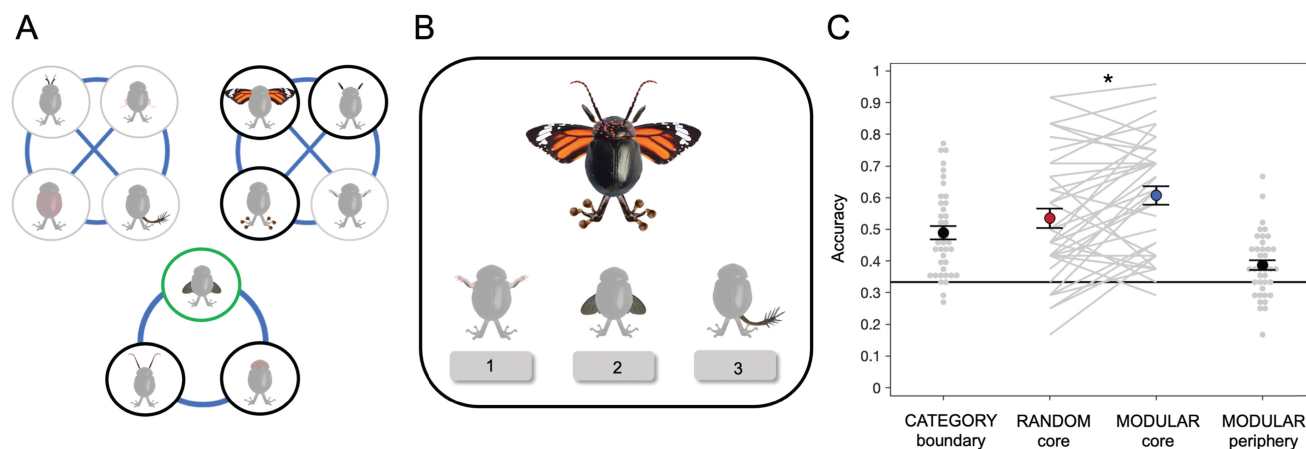 A
B
C
1
2
3
Accuracy
1
0.9
0.8
0.7
0.6
0.5
0.4
0.3
0.2
0.1
0
*
CATEGORY
boundary
RANDOM
core
MODULAR
core
MODULAR
periphery